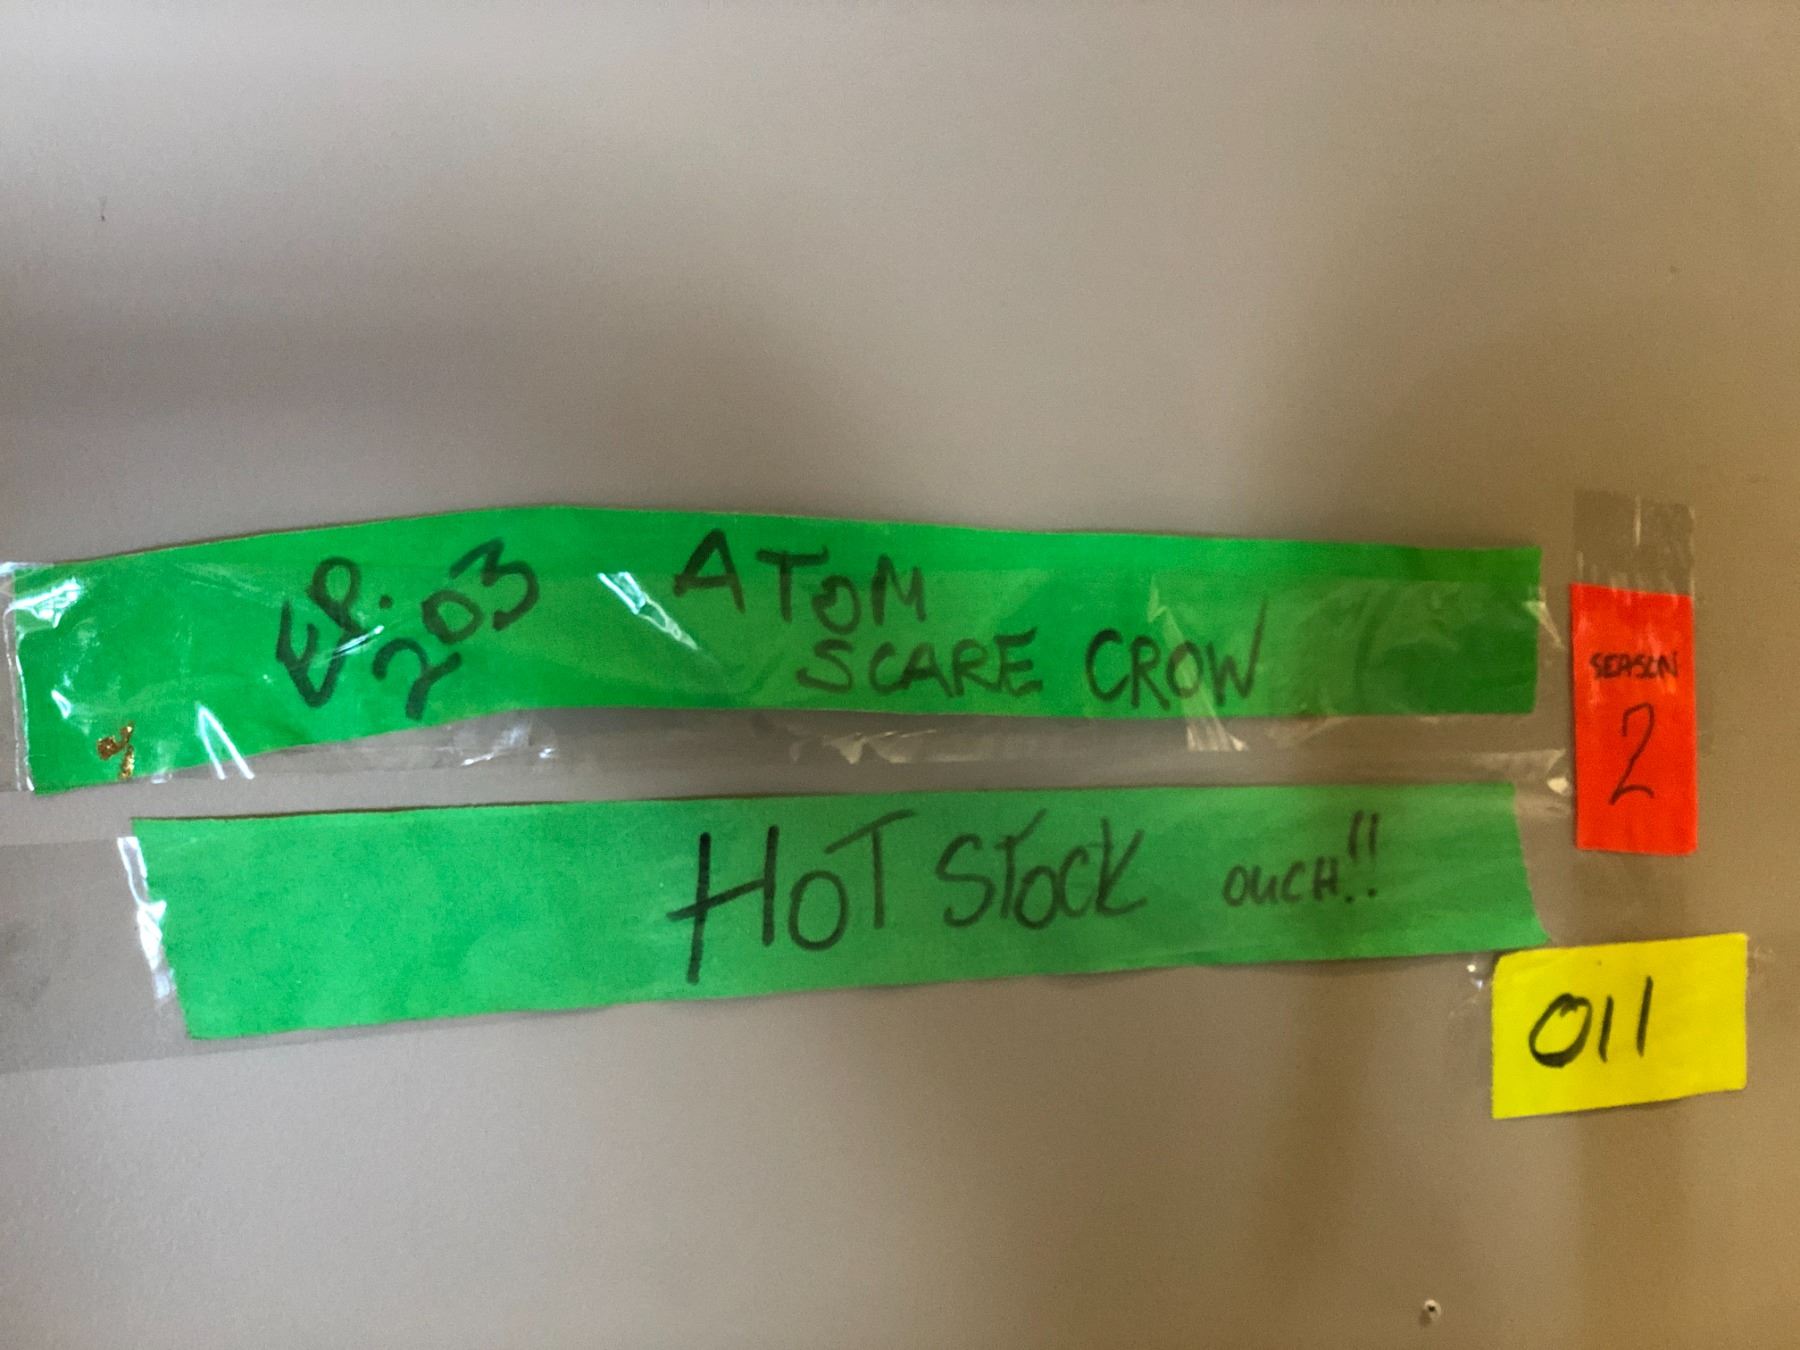 EP. 203 ATOM
SCARE CROW
SEASON
2
HOT STOCK OUCH!!
011